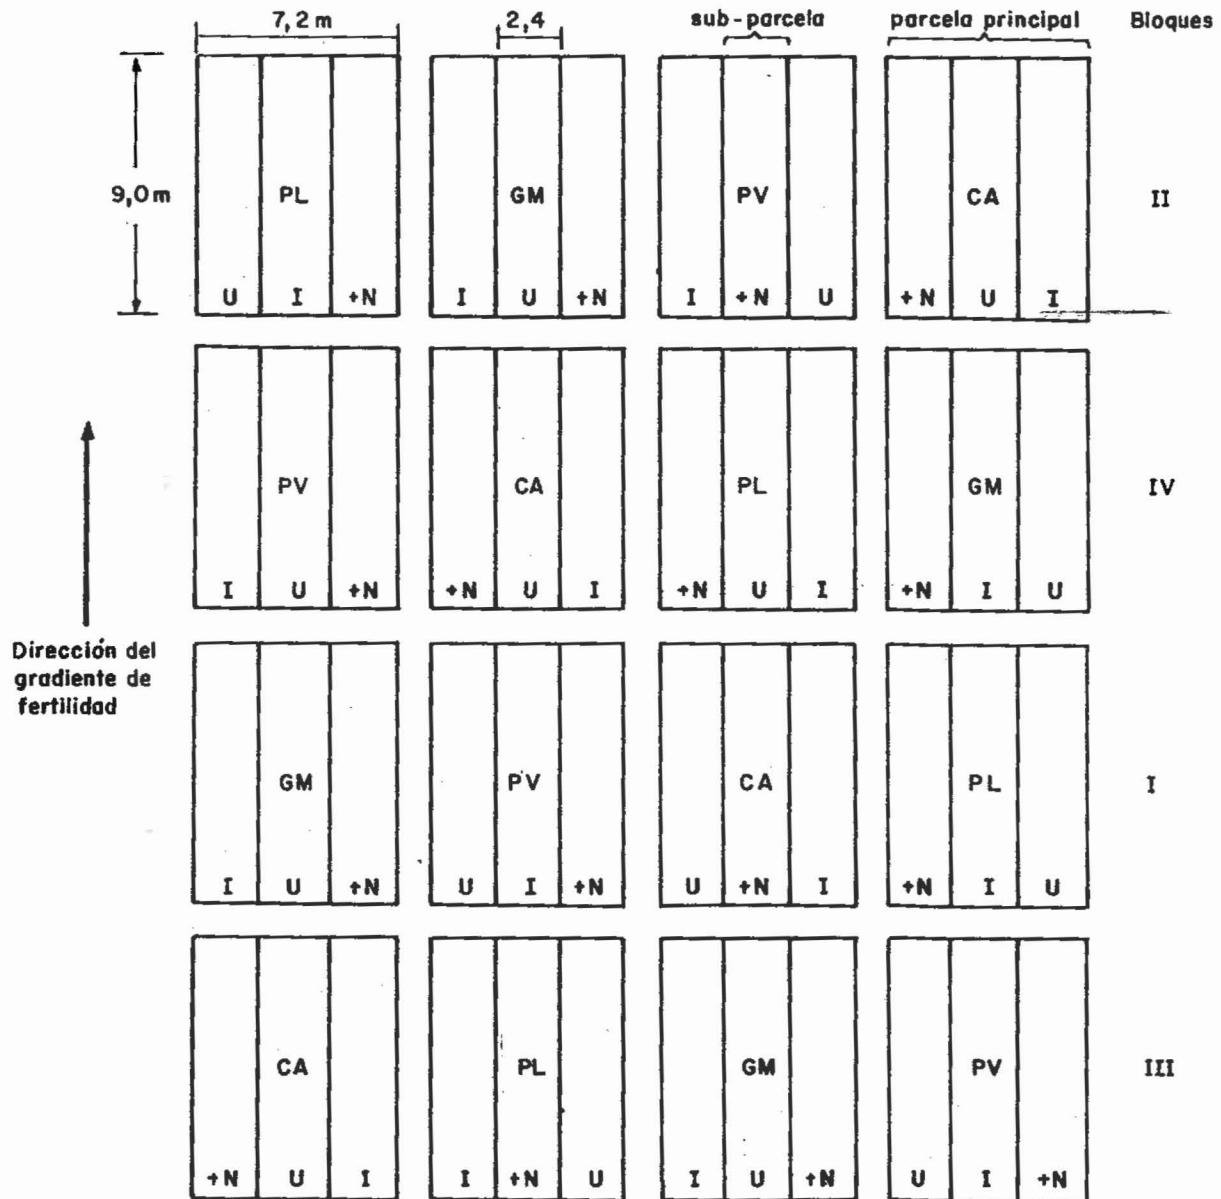 7,2 m 2,4 sub-parcela parcela principal Bloques
9,0 m PL GM PV CA II
U I +N I U +N I +N U +N U I
PV CA PL GM IV
I U +N +N U I +N U I +N I U
Dirección del
gradiente de
fertilidad
GM PV CA PL I
I U +N U I +N U +N I +N I U
CA PL GM PV III
+N U I I +N U I U +N U I +N